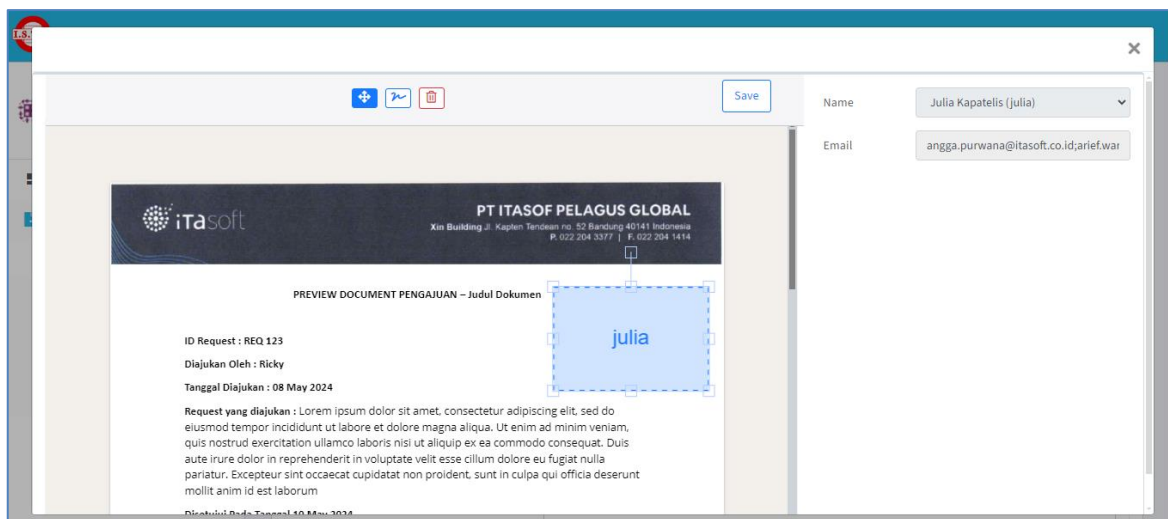 I.S.
Save
Name
Julia Kapatelis (julia)
Email
angga.purwana@itasoft.co.id;arief.war
iTasoft
PT ITASOF PELAGUS GLOBAL
Xin Building Jl. Kapten Tendean no. 52 Bandung 40141 Indonesia
P. 022 204 3377 | F. 022 204 1414
PREVIEW DOCUMENT PENGAJUAN – Judul Dokumen
julia
ID Request : REQ 123
Diajukan Oleh : Ricky
Tanggal Diajukan : 08 May 2024
Request yang diajukan : Lorem ipsum dolor sit amet, consectetur adipiscing elit, sed do
eiusmod tempor incididunt ut labore et dolore magna aliqua. Ut enim ad minim veniam,
quis nostrud exercitation ullamco laboris nisi ut aliquip ex ea commodo consequat. Duis
aute irure dolor in reprehenderit in voluptate velit esse cillum dolore eu fugiat nulla
pariatur. Excepteur sint occaecat cupidatat non proident, sunt in culpa qui officia deserunt
mollit anim id est laborum
Disetujui Pada Tanggal 10 May 2024